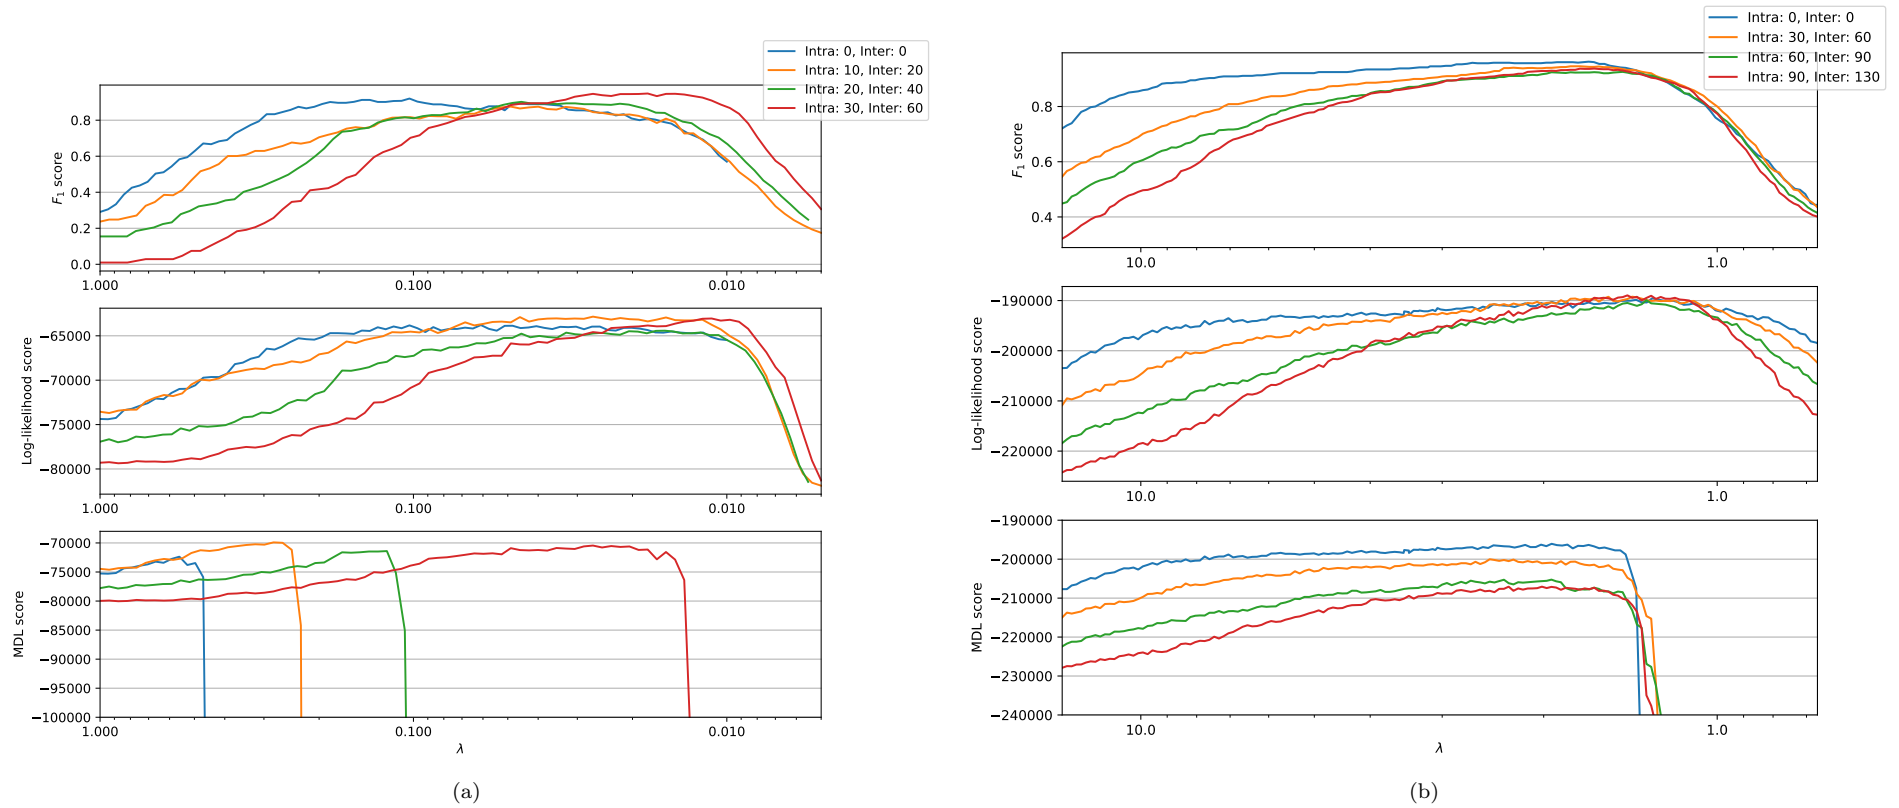 Intra: 0, Inter: 0
Intra: 10, Inter: 20
Intra: 20, Inter: 40
Intra: 30, Inter: 60
0.8
0.6
0.4
0.2
0.0
F₁ score
1.000
0.100
0.010
−65000
−70000
−75000
−80000
Log-likelihood score
1.000
0.100
0.010
−70000
−75000
−80000
−85000
−90000
−95000
−100000
MDL score
1.000
0.100
0.010
λ
(a)
Intra: 0, Inter: 0
Intra: 30, Inter: 60
Intra: 60, Inter: 90
Intra: 90, Inter: 130
0.8
0.6
0.4
F₁ score
10.0
1.0
−190000
−200000
−210000
−220000
Log-likelihood score
10.0
1.0
−190000
−200000
−210000
−220000
−230000
−240000
MDL score
10.0
1.0
λ
(b)